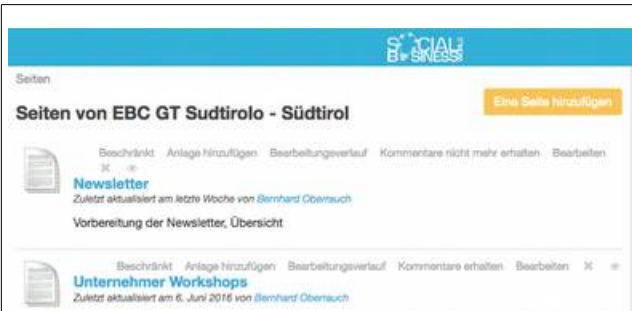 SOCIAL
BUSINESS
Seiten
Seiten von EBC GT Sudtirolo - Südtirol
Eine Seite hinzufügen
Beschränkt Anlage hinzufügen Bearbeitungsverlauf Kommentare nicht mehr erhalten Bearbeiten
Newsletter
Zuletzt aktualisiert am letzte Woche von Bernhard Oberrauch
Vorbereitung der Newsletter, Übersicht
Beschränkt Anlage hinzufügen Bearbeitungsverlauf Kommentare erhalten Bearbeiten
Unternehmer Workshops
Zuletzt aktualisiert am 6. Juni 2016 von Bernhard Oberrauch